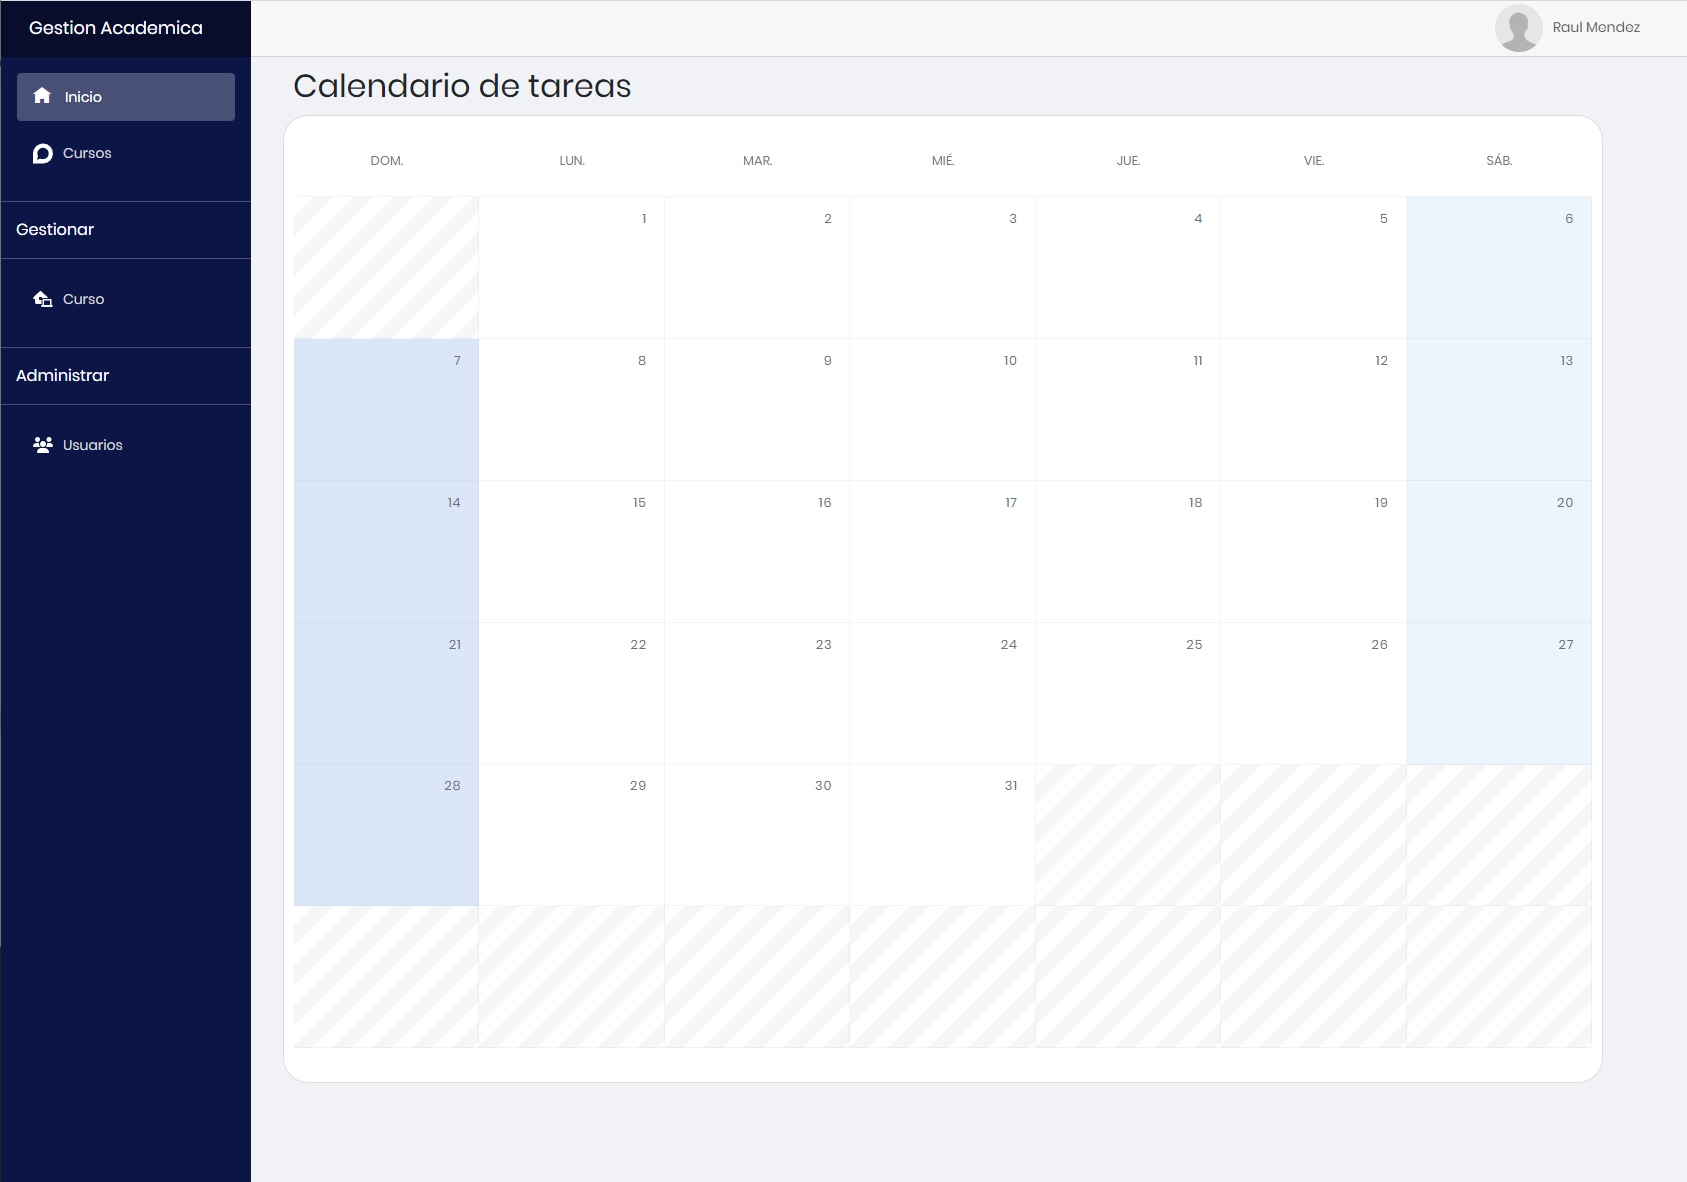 Gestion Academica
Raul Mendez
Inicio
Cursos
Gestionar
Curso
Administrar
Usuarios
Calendario de tareas
DOM. LUN. MAR. MIÉ. JUE. VIE. SÁB.
1 2 3 4 5 6
7 8 9 10 11 12 13
14 15 16 17 18 19 20
21 22 23 24 25 26 27
28 29 30 31